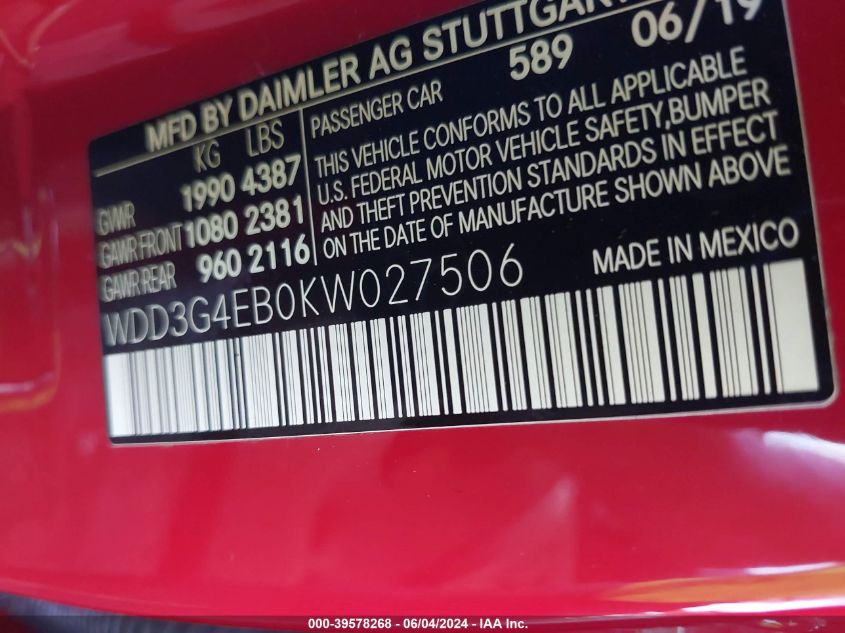 MFD BY DAIMLER AG STUTTGAR
KG LBS
589 06/19
GVWR 1990 4387
GAWR FRONT 1080 2381
GAWR REAR 960 2116
PASSENGER CAR
THIS VEHICLE CONFORMS TO ALL APPLICABLE
U.S. FEDERAL MOTOR VEHICLE SAFETY,BUMPER
AND THEFT PREVENTION STANDARDS IN EFFECT
ON THE DATE OF MANUFACTURE SHOWN ABOVE
WDD3G4EB0KW027506 MADE IN MEXICO
000-39578268 - 06/04/2024 - IAA Inc.